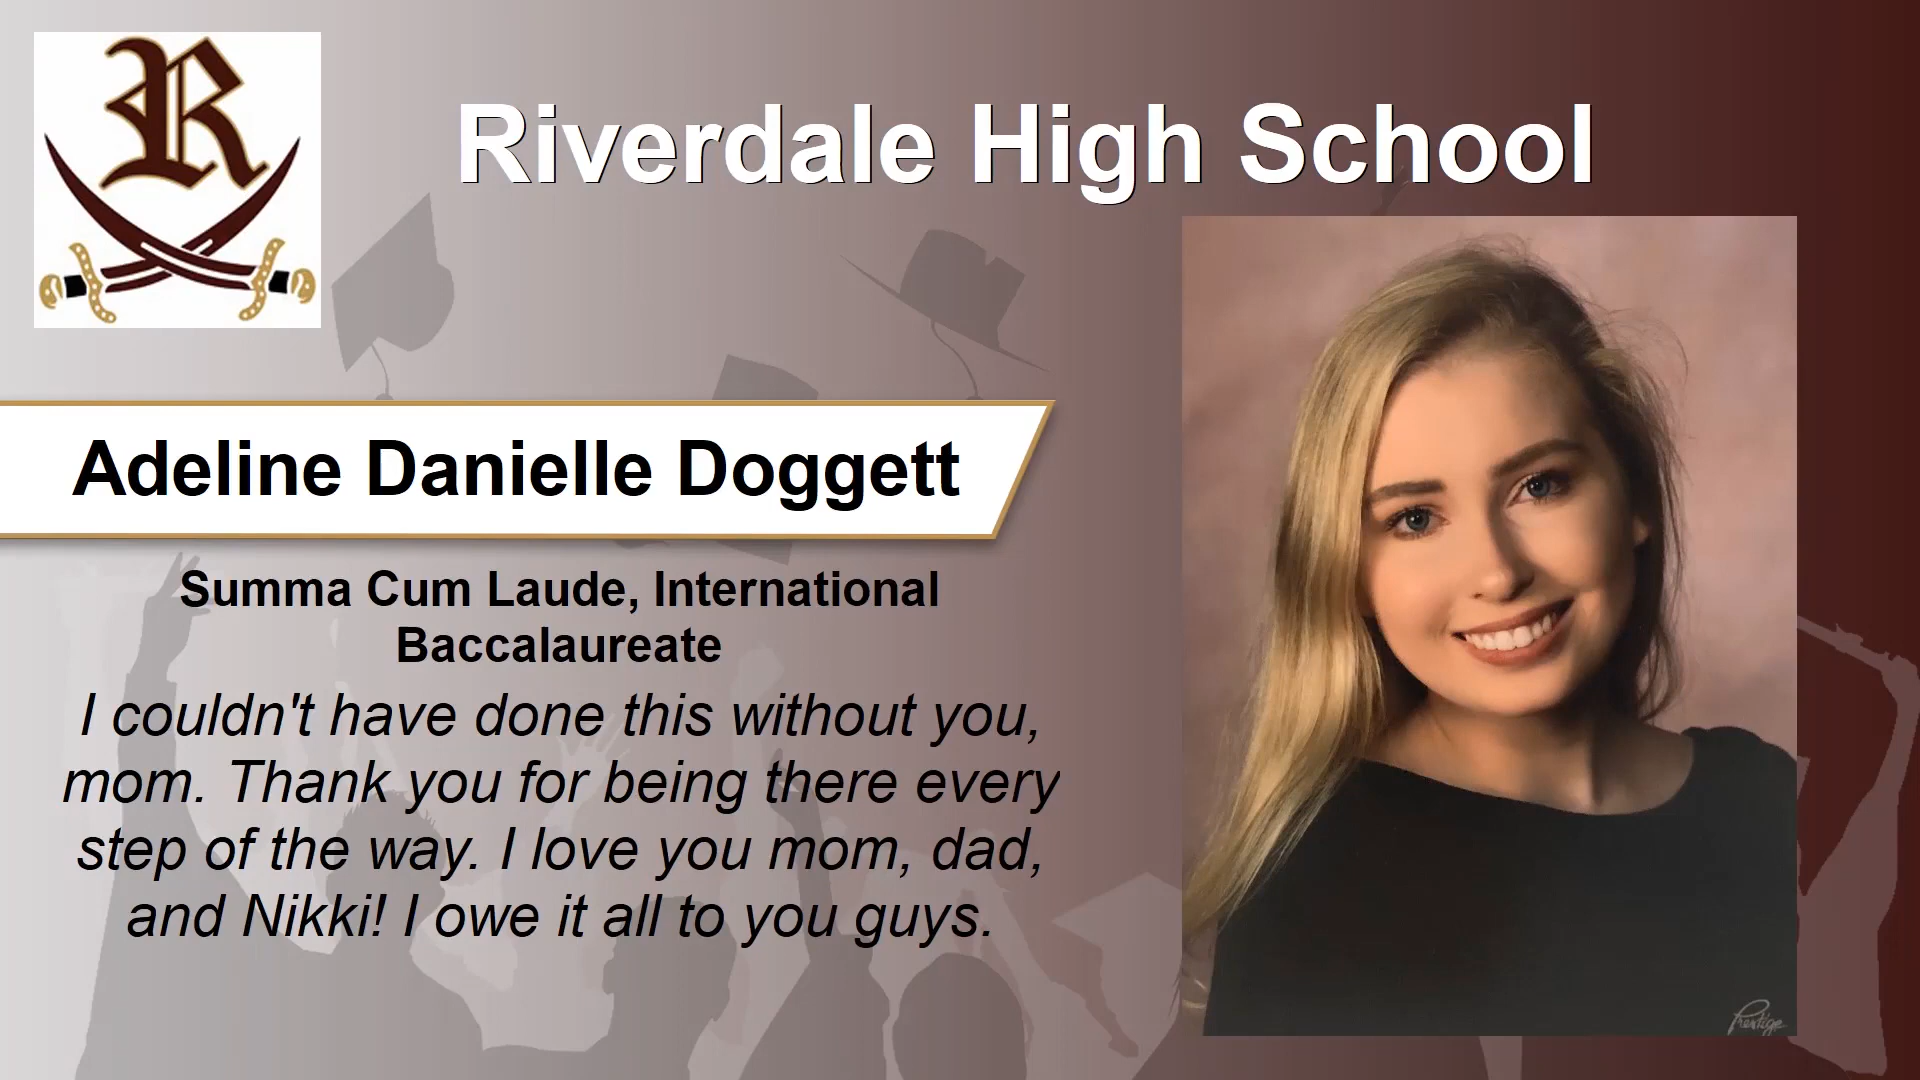 R
Riverdale High School
Adeline Danielle Doggett
Summa Cum Laude, International
Baccalaureate
I couldn't have done this without you,
mom. Thank you for being there every
step of the way. I love you mom, dad,
and Nikki! I owe it all to you guys.
Prestige